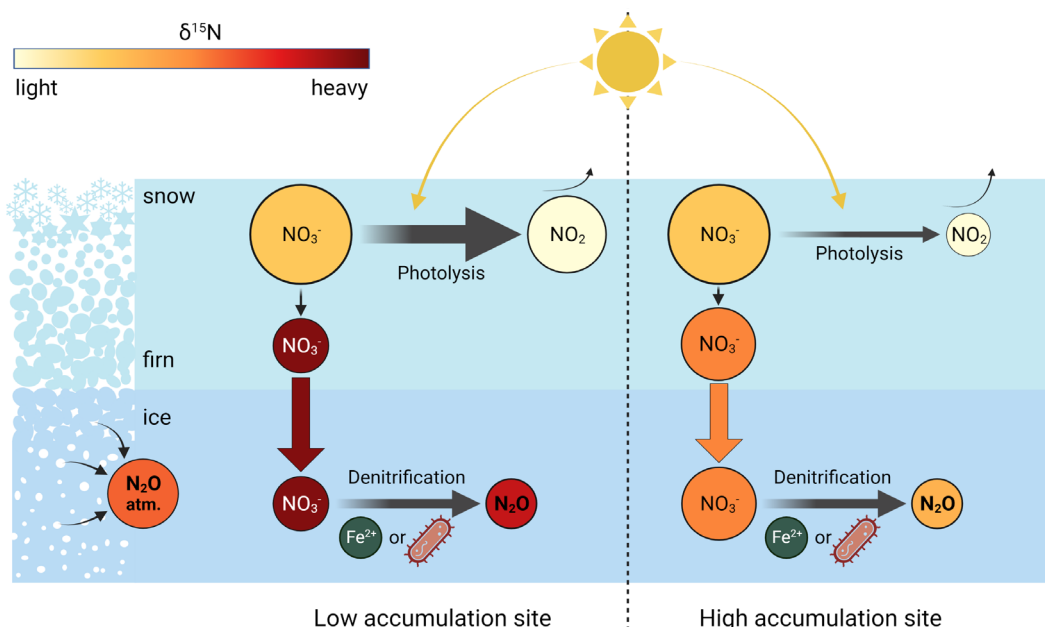 δ¹⁵N
light heavy
snow
NO₃⁻
Photolysis
NO₂
NO₃⁻
Photolysis
NO₂
firn
NO₃⁻
NO₃⁻
ice
N₂O
atm.
NO₃⁻
Denitrification
Fe²⁺ or
N₂O
NO₃⁻
Denitrification
Fe²⁺ or
N₂O
Low accumulation site
High accumulation site